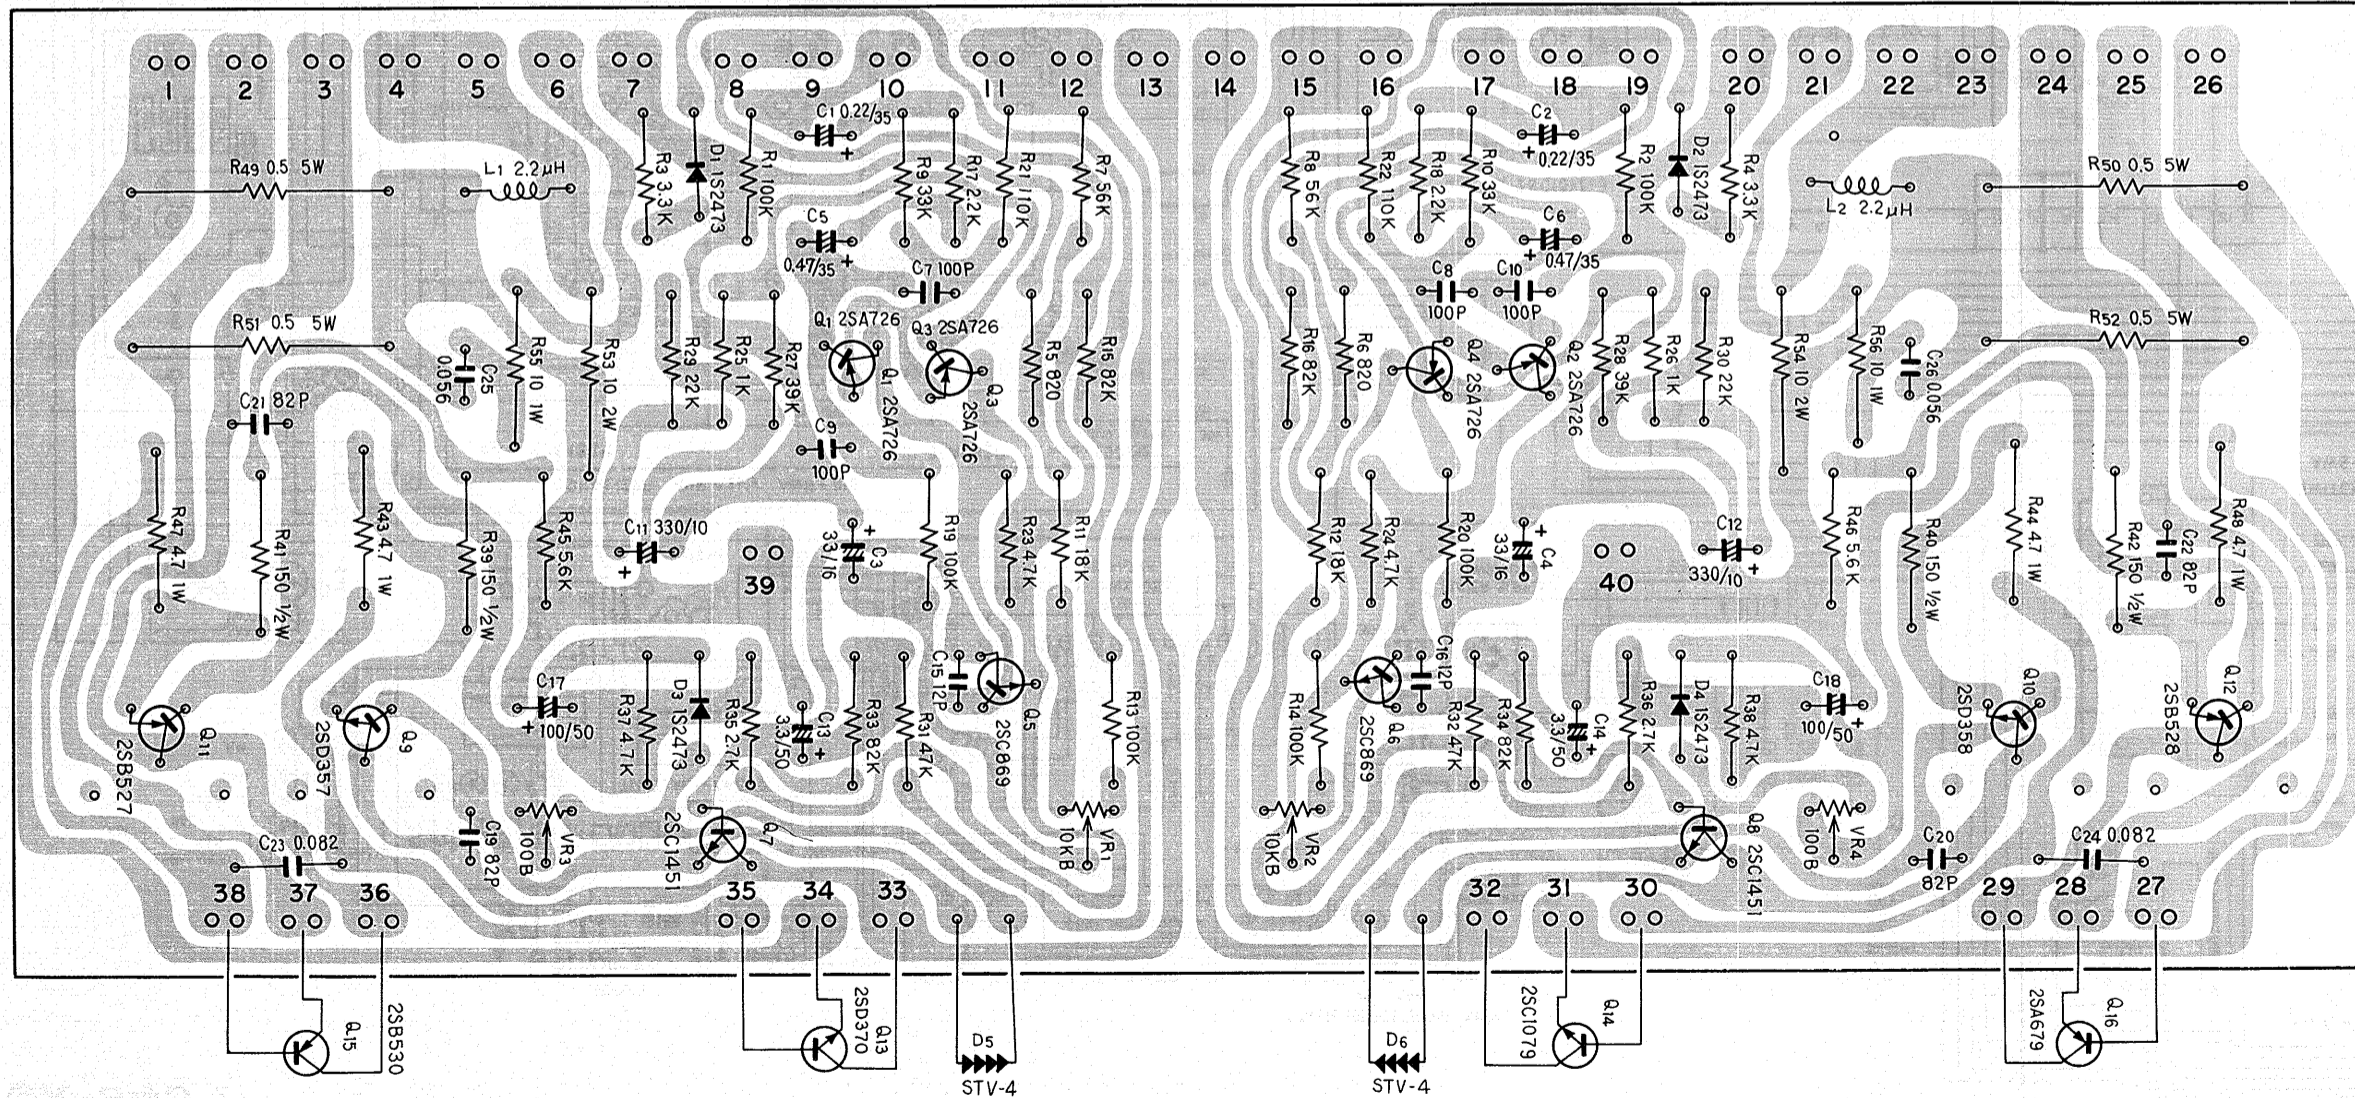 1 2 3 4 5 6 7 8 9 10 11 12 13 14 15 16 17 18 19 20 21 22 23 24 25 26
C1 0.22/35
C2
0.22/35
R49 0.5 5W
L1 2.2μH
R3 3.3K
D1 1S2473
R1 100K
R9 33K
R17 2.2K
R21 110K
R7 56K
R8 56K
R22 110K
R18 2.2K
R10 33K
R2 100K
D2 1S2473
R4 3.3K
L2 2.2μH
R50 0.5 5W
C5
0.47/35
C6
0.47/35
C7 100P
C8
100P
C10
100P
R51 0.5 5W
C25
0.056
R55 10 1W
R53 10 2W
R29 22K
R25 1K
R27 39K
Q1 2SA726
Q3 2SA726
Q1 2SA726
Q3
2SA726
R5 820
R15 82K
R16 82K
R6 820
Q4 2SA726
Q2 2SA726
R28 39K
R26 1K
R30 22K
R54 10 2W
R56 10 1W
C26 0.056
R52 0.5 5W
C21 82P
C9
100P
R47 4.7 1W
R41 150 ½W
R43 4.7 1W
R39 150 ½W
R45 5.6K
C11 330/10
39
C3
33/16
R19 100K
R23 4.7K
R11 18K
R12 18K
R24 4.7K
R20 100K
C4
33/16
40
C12
330/10
R46 5.6K
R40 150 ½W
R44 4.7 1W
R42 150 ½W
C22 82P
R48 4.7 1W
Q11
2SB527
Q9
2SD357
C17
100/50
R37 4.7K
D3 1S2473
R35 2.7K
C13
3.3/50
R33 82K
R31 47K
C15 12P
Q5
2SC869
R13 100K
R14 100K
Q6
2SC869
C16 12P
R32 47K
R34 82K
C14
3.3/50
R36 2.7K
D4 1S2473
R38 4.7K
C18
100/50
Q10
2SD358
Q12
2SB528
C23 0.082
C19 82P
100B
VR3
Q7
2SC1451
10KB
VR1
10KB
VR2
Q8 2SC1451
100B
VR4
C20
82P
C24 0.082
38 37 36 35 34 33 32 31 30 29 28 27
Q15
2SB530
Q13
2SD370
D5
STV-4
D6
STV-4
Q14
2SC1079
Q16
2SA679